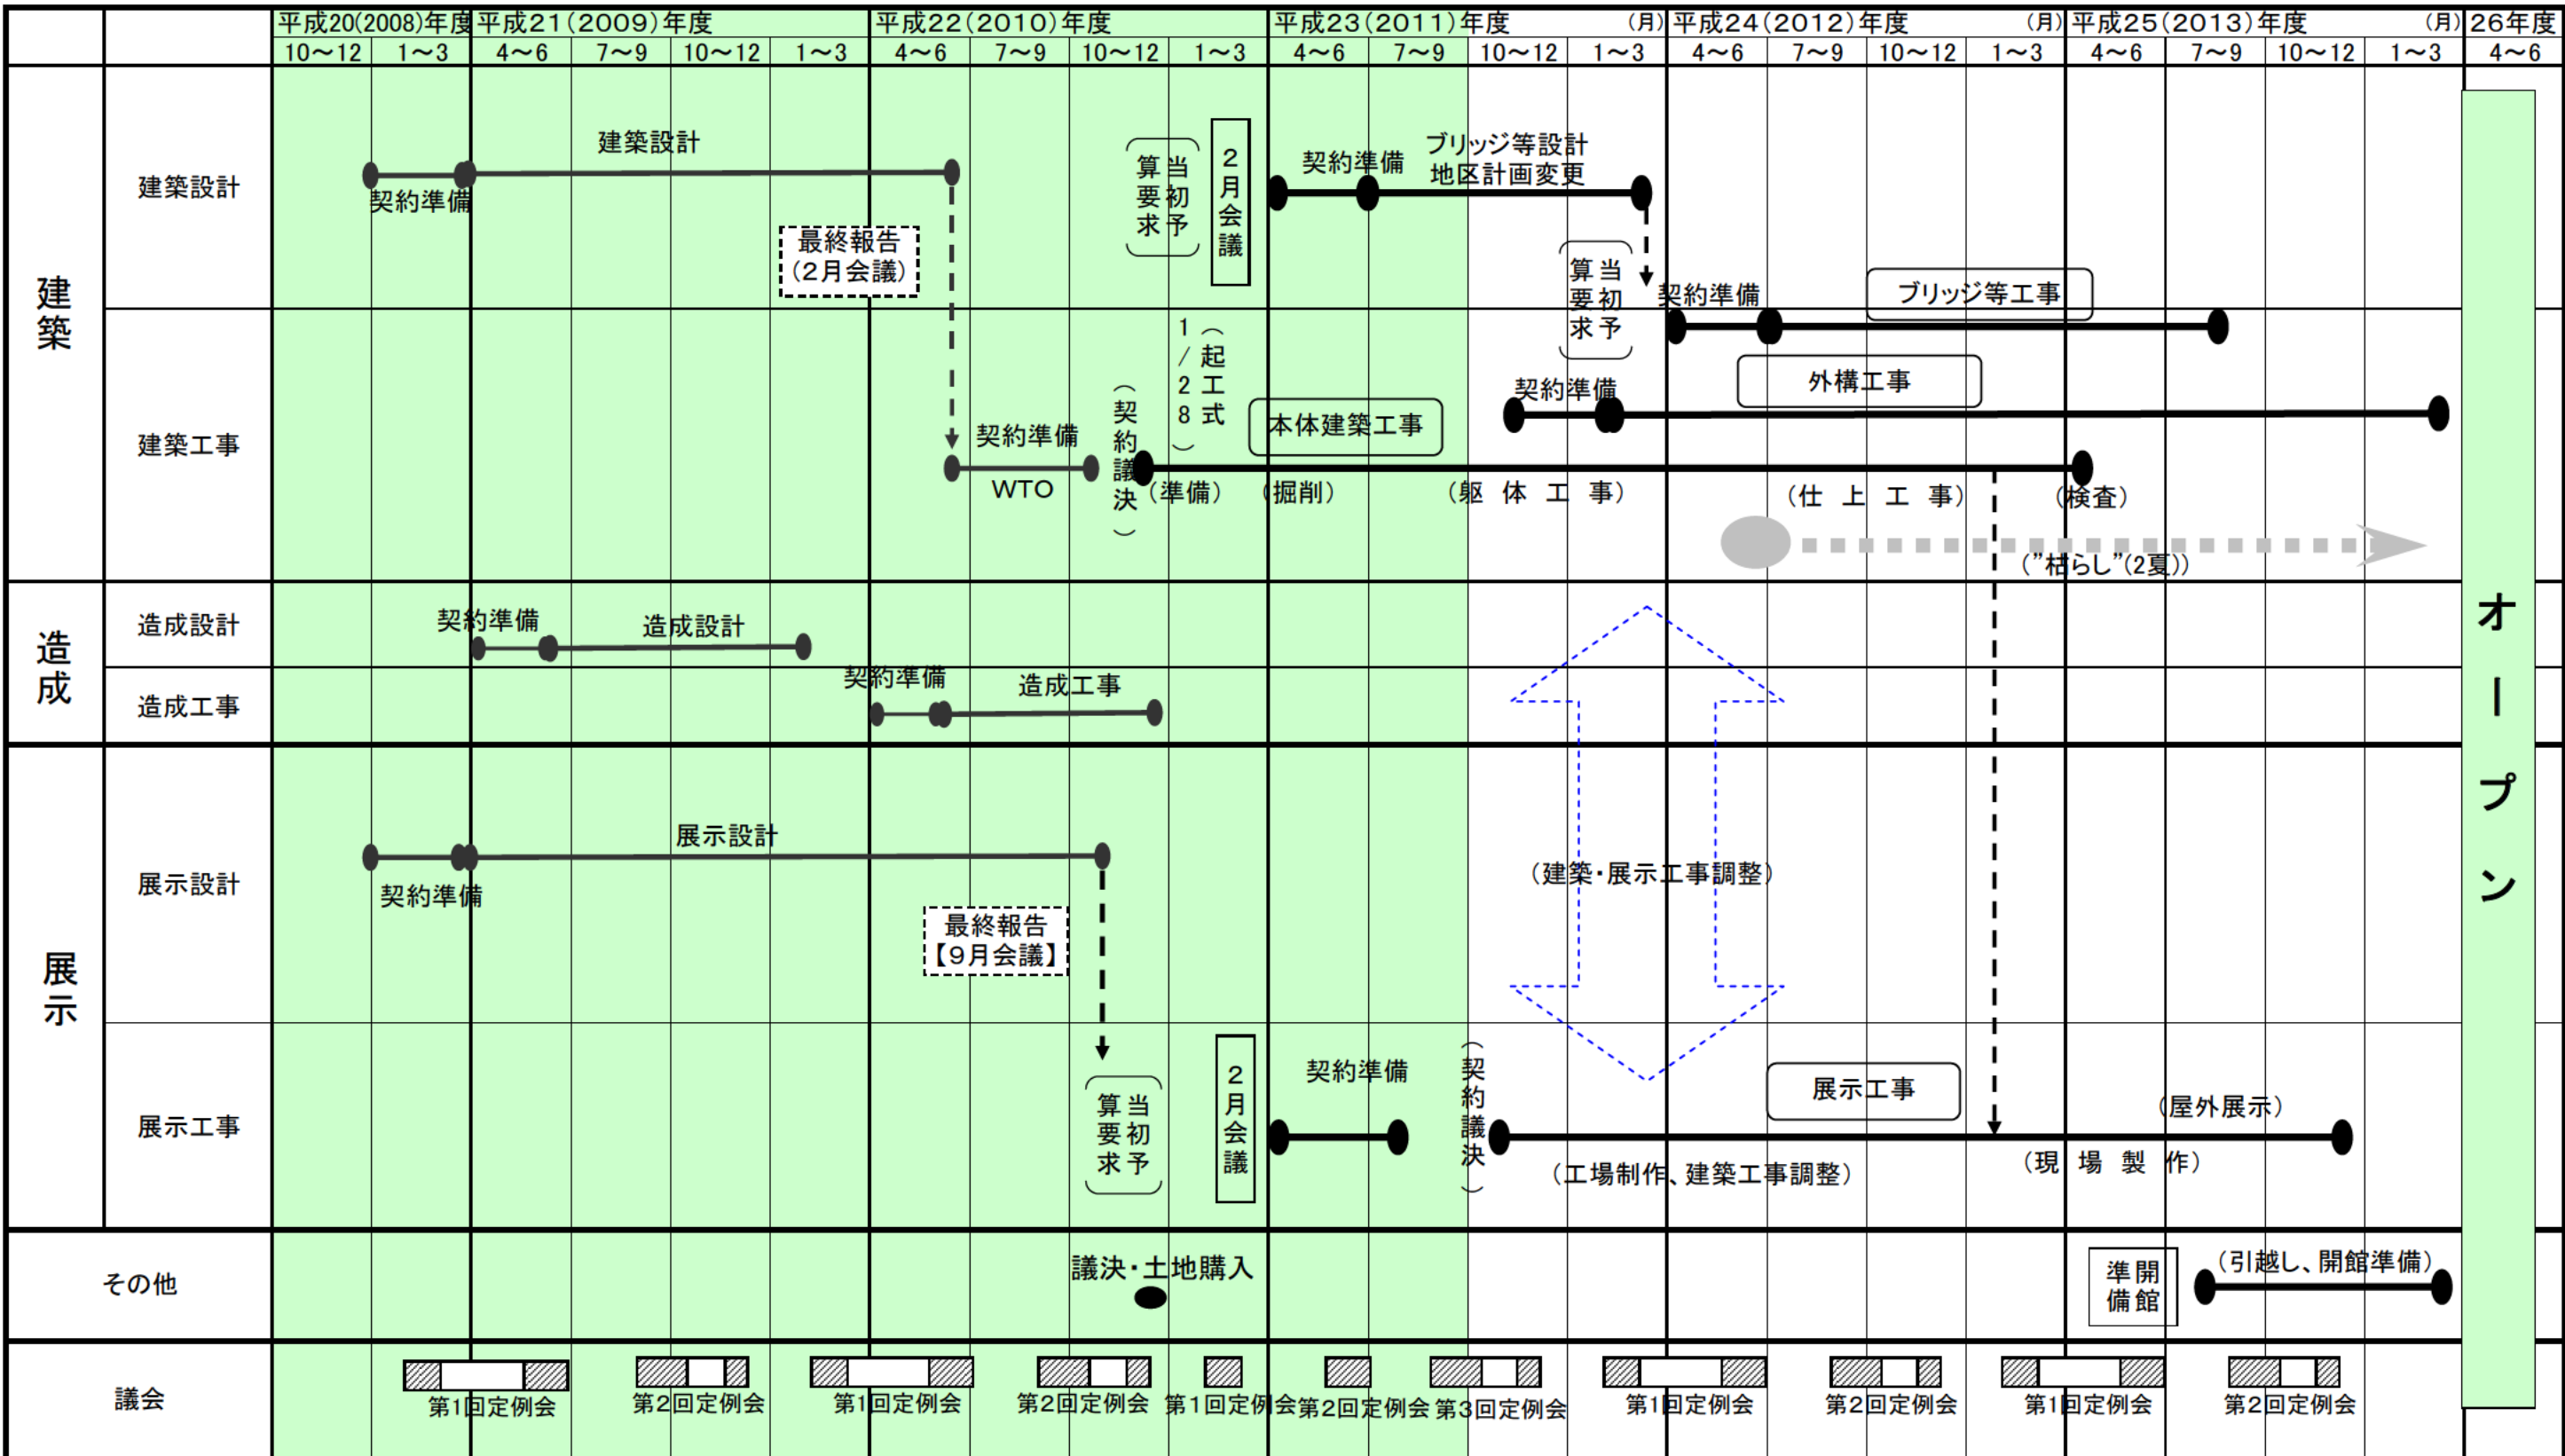 平成20(2008)年度 平成21(2009)年度 平成22(2010)年度 平成23(2011)年度 (月) 平成24(2012)年度 (月) 平成25(2013)年度 (月) 26年度
10～12 1～3 4～6 7～9 10～12 1～3 4～6 7～9 10～12 1～3 4～6 7～9 10～12 1～3 4～6 7～9 10～12 1～3 4～6 7～9 10～12 1～3 4～6
建築
建築設計
契約準備
建築設計
最終報告
(2月会議)
当初予算要求
2月会議
契約準備
ブリッジ等設計
地区計画変更
当初予算要求
建築工事
契約準備
ブリッジ等工事
契約準備
外構工事
契約準備
WTO
(契約議決)
(起工式1/28)
本体建築工事
(準備)
(掘削)
(躯体工事)
(仕上工事)
(検査)
("枯らし"(2夏))
造成
造成設計
契約準備
造成設計
造成工事
契約準備
造成工事
展示
展示設計
契約準備
展示設計
最終報告
【9月会議】
(建築・展示工事調整)
展示工事
当初予算要求
2月会議
契約準備
(契約議決)
展示工事
(工場制作、建築工事調整)
(現場製作)
(屋外展示)
その他
議決・土地購入
開館準備
(引越し、開館準備)
議会
第1回定例会 第2回定例会 第1回定例会 第2回定例会 第1回定例会 第2回定例会 第3回定例会 第1回定例会 第2回定例会 第1回定例会 第2回定例会
オープン